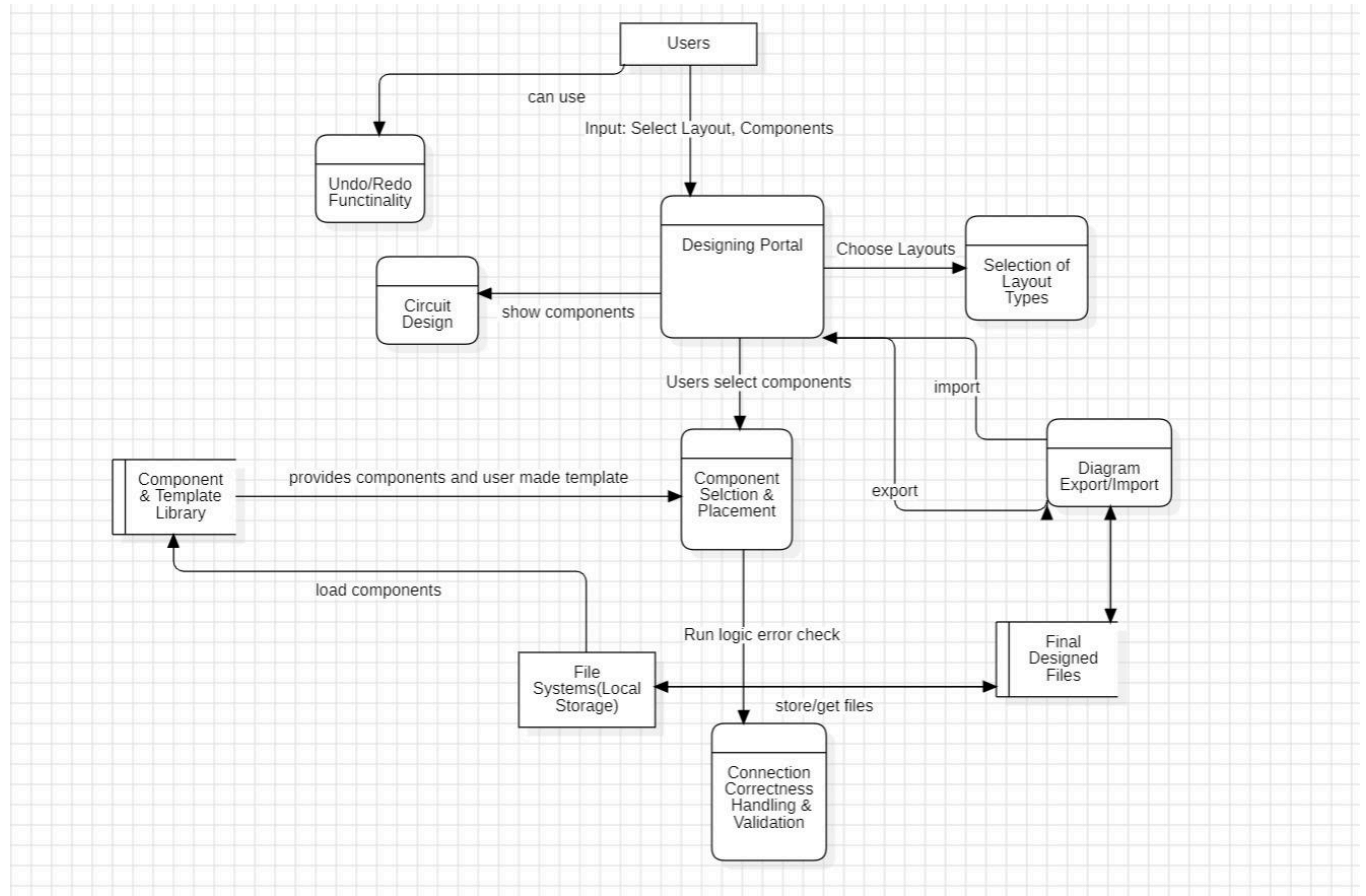 Users
can use
Input: Select Layout, Components
Undo/Redo
Functinality
Designing Portal
Choose Layouts
Selection of
Layout
Types
Circuit
Design
show components
Users select components
import
Component
& Template
Library
provides components and user made template
Component
Selction &
Placement
export
Diagram
Export/Import
load components
Run logic error check
File
Systems(Local
Storage)
store/get files
Final
Designed
Files
Connection
Correctness
Handling &
Validation